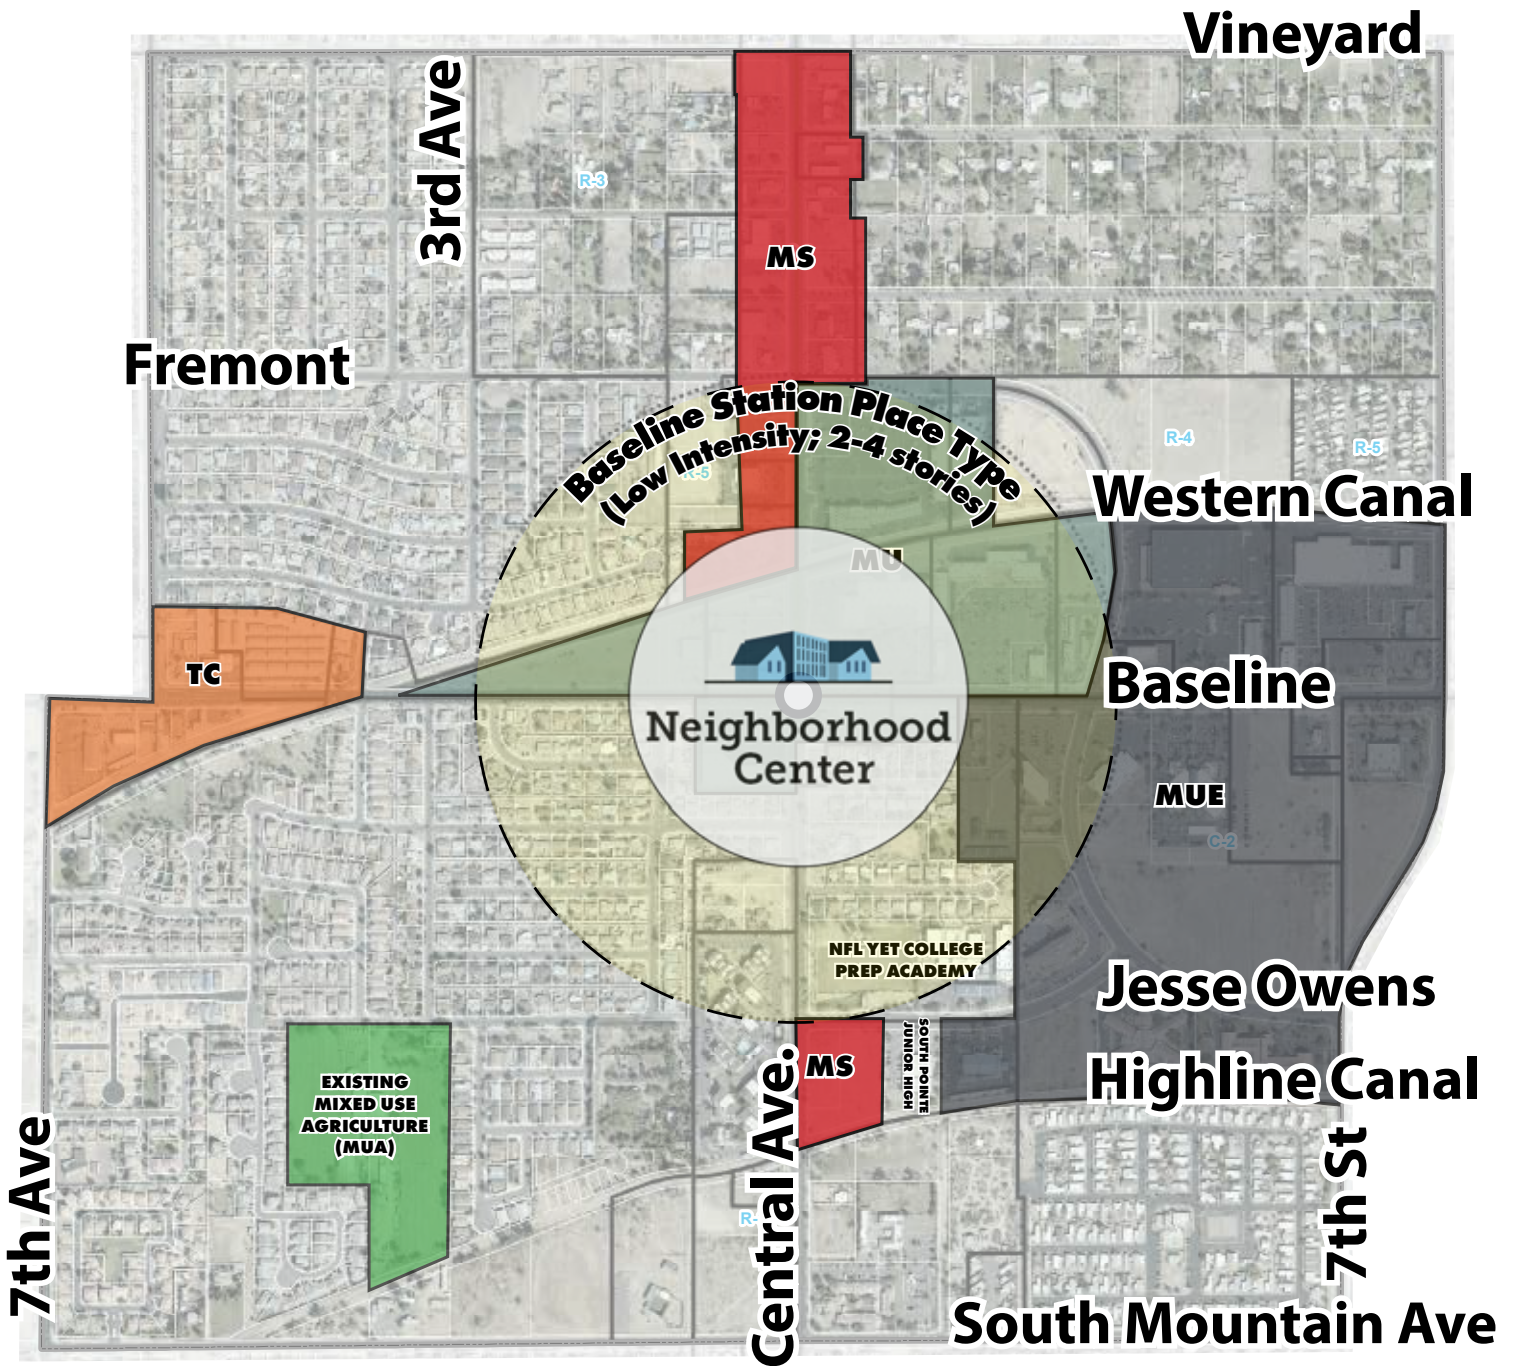 Vineyard
3rd Ave
R-3
MS
Fremont
Baseline Station Place Type
(Low Intensity; 2-4 stories)
R-4
R-5
R-5
Western Canal
MU
TC
Baseline
Neighborhood
Center
MUE
C-2
NFL YET COLLEGE
PREP ACADEMY
Jesse Owens
MS
SOUTH POINTE
JUNIOR HIGH
Highline Canal
EXISTING
MIXED USE
AGRICULTURE
(MUA)
7th Ave
Central Ave.
7th St
R-
South Mountain Ave